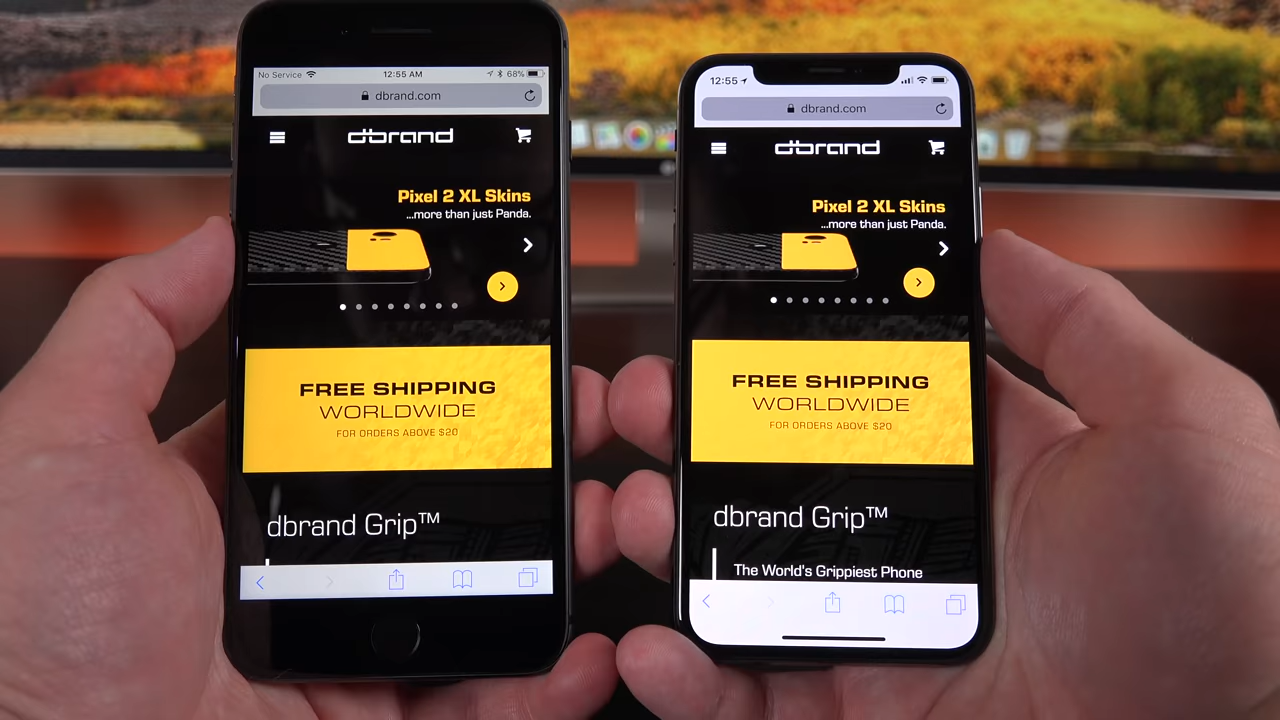 No Service
12:55 AM
68%
dbrand.com
dbrand
Pixel 2 XL Skins
...more than just Panda.
FREE SHIPPING
WORLDWIDE
FOR ORDERS ABOVE $20
dbrand Grip™
12:55
dbrand.com
dbrand
Pixel 2 XL Skins
...more than just Panda.
FREE SHIPPING
WORLDWIDE
FOR ORDERS ABOVE $20
dbrand Grip™
The World's Grippiest Phone